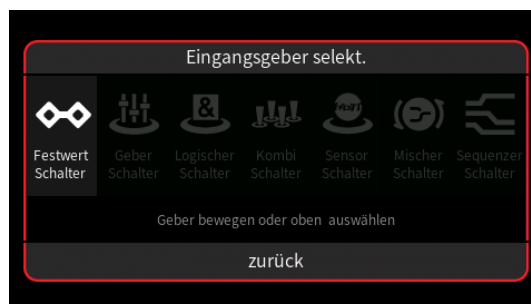 Eingangsgeber selekt.
Festwert Geber Logischer Kombi Sensor Mischer Sequenzer
Schalter Schalter Schalter Schalter Schalter Schalter Schalter
Geber bewegen oder oben auswählen
zurück